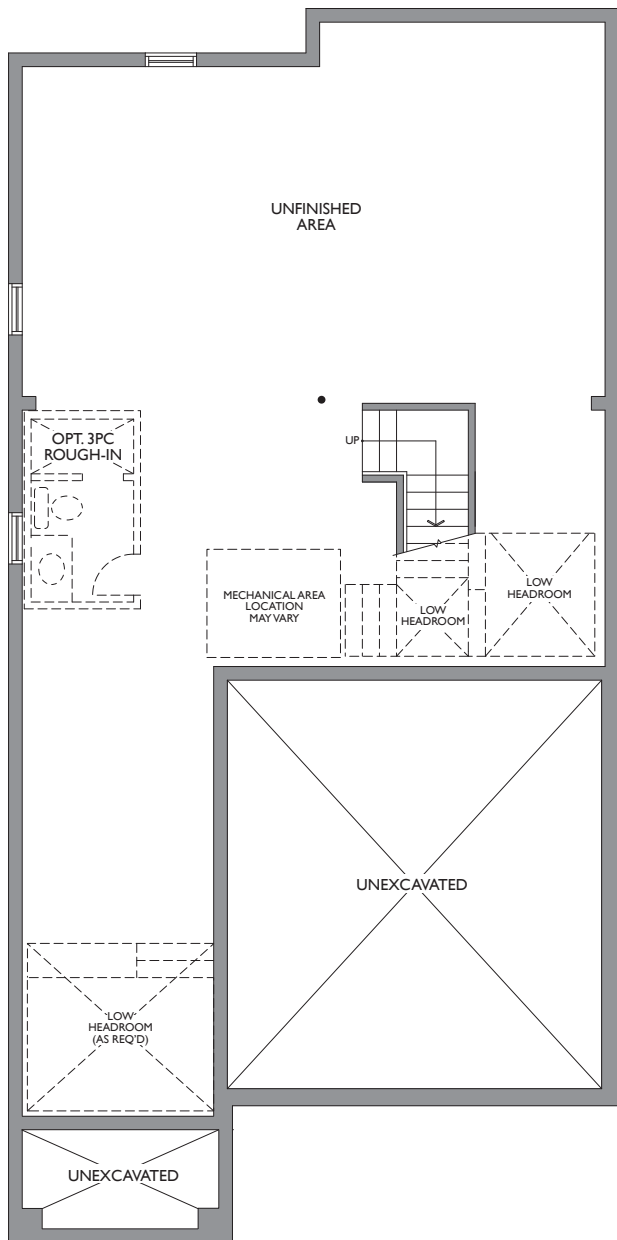 UNFINISHED
AREA
OPT. 3PC
ROUGH-IN
UP
MECHANICAL AREA
LOCATION
MAY VARY
LOW
HEADROOM
LOW
HEADROOM
UNEXCAVATED
LOW
HEADROOM
(AS REQ'D)
UNEXCAVATED